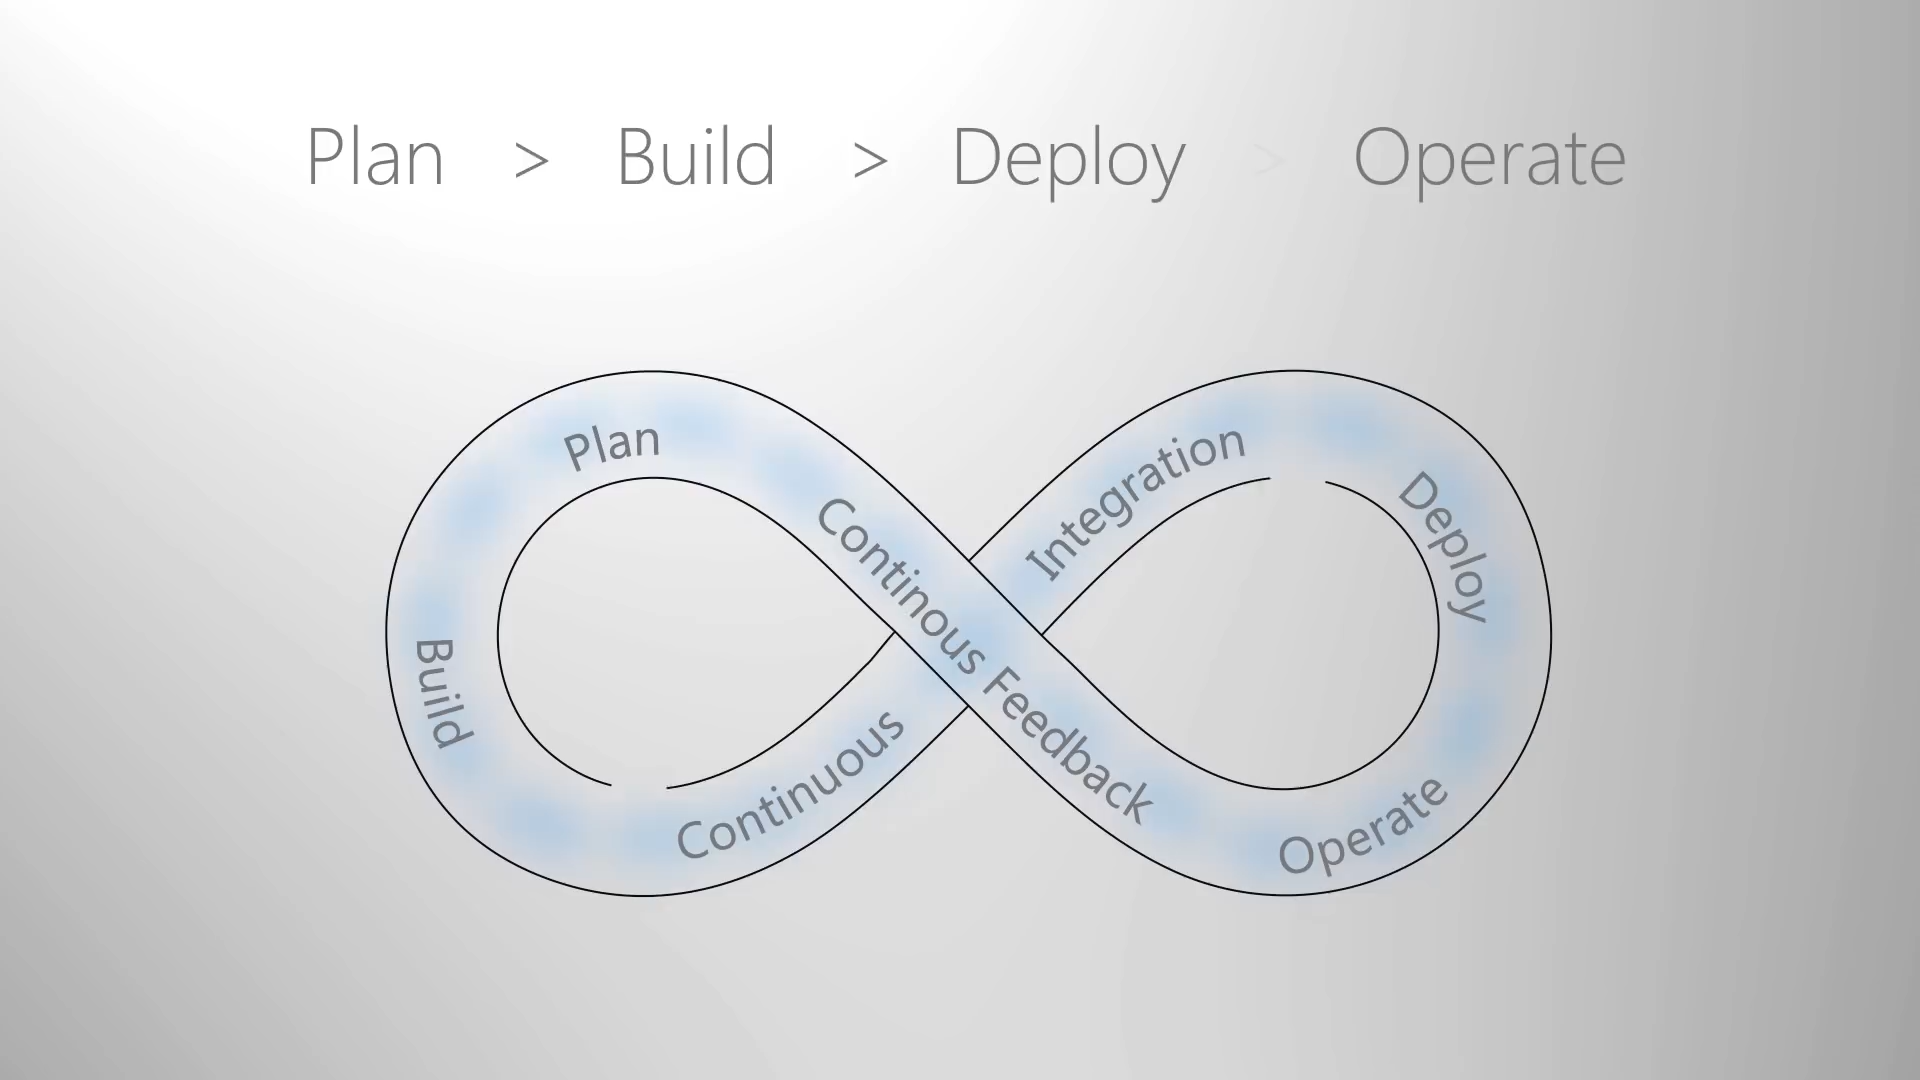 Plan > Build > Deploy > Operate
Plan
Build
Continuous
Integration
Deploy
Operate
Continous Feedback